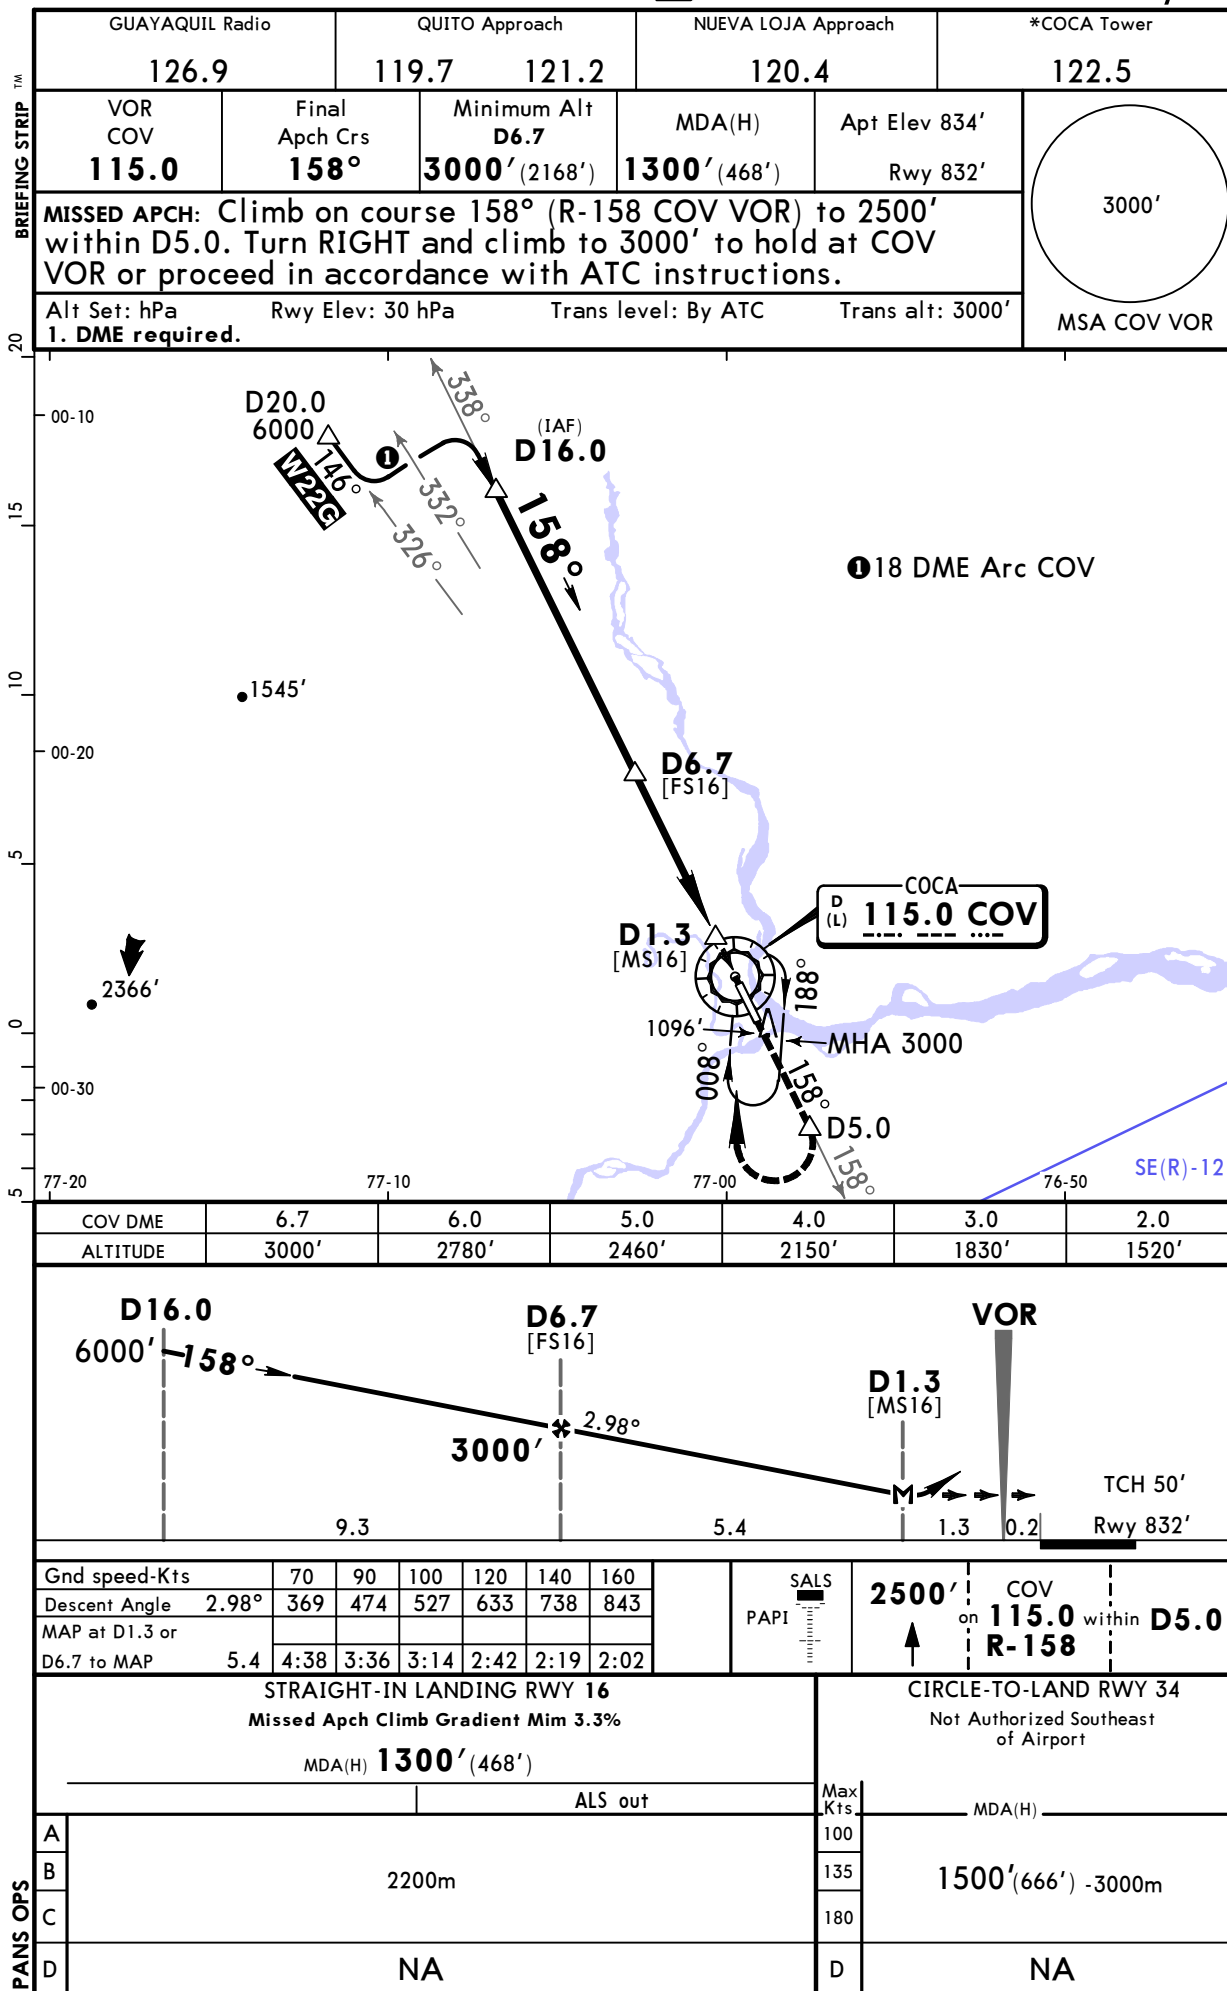 GUAYAQUIL Radio QUITO Approach NUEVA LOJA Approach *COCA Tower
126.9 119.7 121.2 120.4 122.5
BRIEFING STRIP TM
VOR
COV
115.0
Final
Apch Crs
158°
Minimum Alt
D6.7
3000' (2168')
MDA(H)
1300' (468')
Apt Elev 834'
Rwy 832'
3000'
MSA COV VOR
MISSED APCH: Climb on course 158° (R-158 COV VOR) to 2500'
within D5.0. Turn RIGHT and climb to 3000' to hold at COV
VOR or proceed in accordance with ATC instructions.
Alt Set: hPa Rwy Elev: 30 hPa Trans level: By ATC Trans alt: 3000'
1. DME required.
20
15
10
5
0
5
00-10
00-20
00-30
D20.0
6000
146°
W22G
1
338°
332°
326°
(IAF)
D16.0
158°
1 18 DME Arc COV
1545'
D6.7
[FS16]
2366'
D1.3
[MS16]
COCA
D
(L)
115.0 COV
188°
1096'
MHA 3000
008°
158°
D5.0
158°
SE(R)-12
77-20 77-10 77-00 76-50
COV DME 6.7 6.0 5.0 4.0 3.0 2.0
ALTITUDE 3000' 2780' 2460' 2150' 1830' 1520'
D16.0
6000'
158°
D6.7
[FS16]
3000'
2.98°
D1.3
[MS16]
M
VOR
TCH 50'
Rwy 832'
9.3 5.4 1.3 0.2
Gnd speed-Kts 70 90 100 120 140 160
Descent Angle 2.98° 369 474 527 633 738 843
MAP at D1.3 or
D6.7 to MAP 5.4 4:38 3:36 3:14 2:42 2:19 2:02
SALS
PAPI
2500'
on
COV
115.0
R-158
within
D5.0
STRAIGHT-IN LANDING RWY 16
Missed Apch Climb Gradient Mim 3.3%
MDA(H) 1300' (468')
ALS out
CIRCLE-TO-LAND RWY 34
Not Authorized Southeast
of Airport
Max
Kts
MDA(H)
A
B
C
D
2200m
NA
100
135
180
D
1500' (666') -3000m
NA
PANS OPS